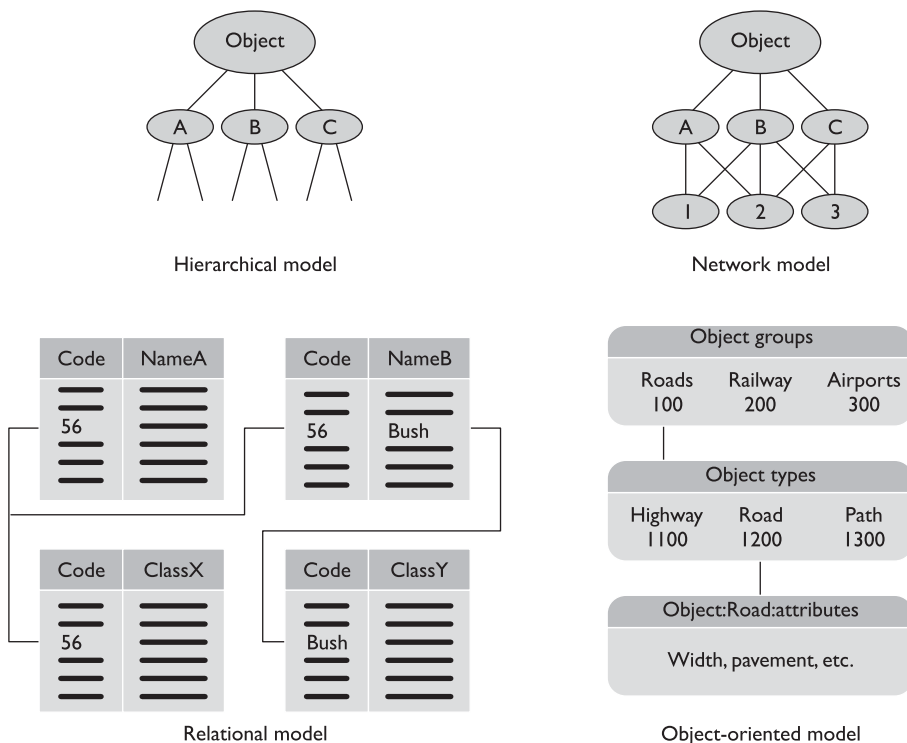 Object
A B C
Hierarchical model
Object
A B C
1 2 3
Network model
Code NameA
56
Code NameB
56 Bush
Code ClassX
56
Code ClassY
Bush
Relational model
Object groups
Roads Railway Airports
100 200 300
Object types
Highway Road Path
1100 1200 1300
Object:Road:attributes
Width, pavement, etc.
Object-oriented model